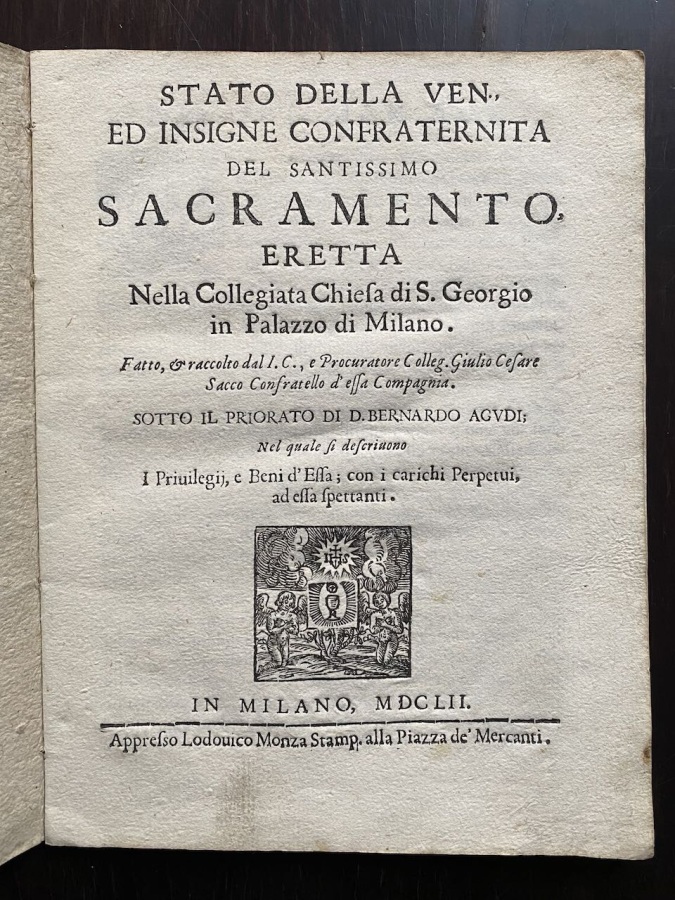 STATO DELLA VEN.,
ED INSIGNE CONFRATERNITA
DEL SANTISSIMO
SACRAMENTO,
ERETTA
Nella Collegiata Chieſa di S. Georgio
in Palazzo di Milano.
Fatto, & raccolto dal I. C., e Procuratore Colleg. Giulio Ceſare
Sacco Confratello d'eſſa Compagnia.
SOTTO IL PRIORATO DI D. BERNARDO AGVDI;
Nel quale ſi deſcriuono
I Priuilegij, e Beni d'Eſſa; con i carichi Perpetui,
ad eſſa ſpettanti.
IHS
IN MILANO, MDCLII.
Appreſſo Lodouico Monza Stamp. alla Piazza de' Mercanti.